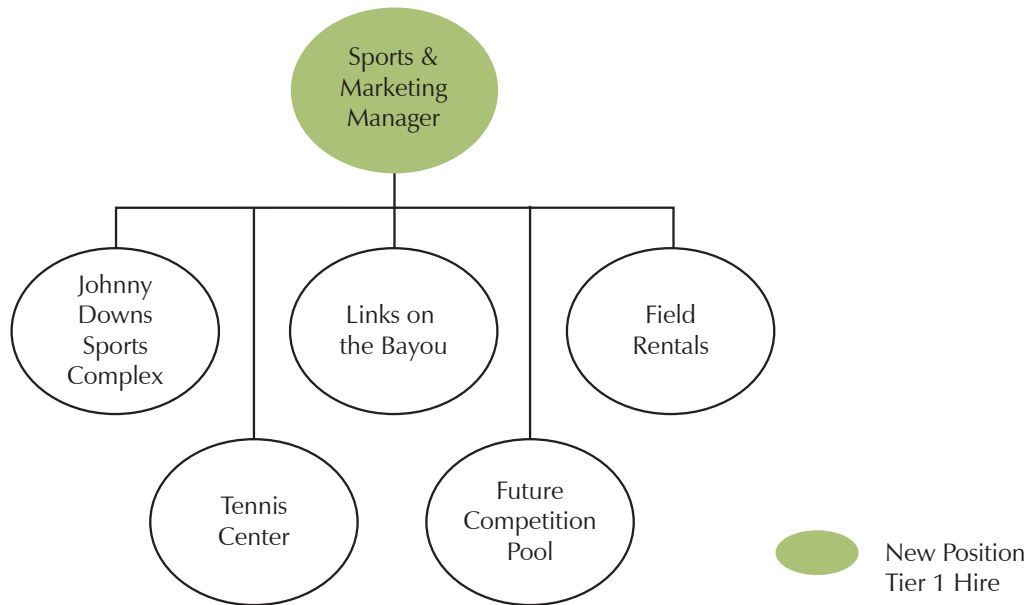 Sports &
Marketing
Manager
Johnny
Downs
Sports
Complex
Links on
the Bayou
Field
Rentals
Tennis
Center
Future
Competition
Pool
New Position
Tier 1 Hire